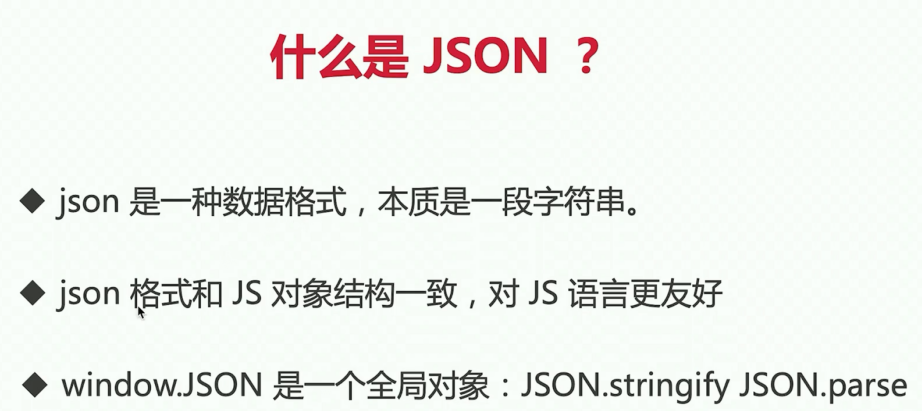 什么是 JSON ？
◆ json 是一种数据格式，本质是一段字符串。
◆ json 格式和 JS 对象结构一致，对 JS 语言更友好
◆ window.JSON 是一个全局对象：JSON.stringify JSON.parse